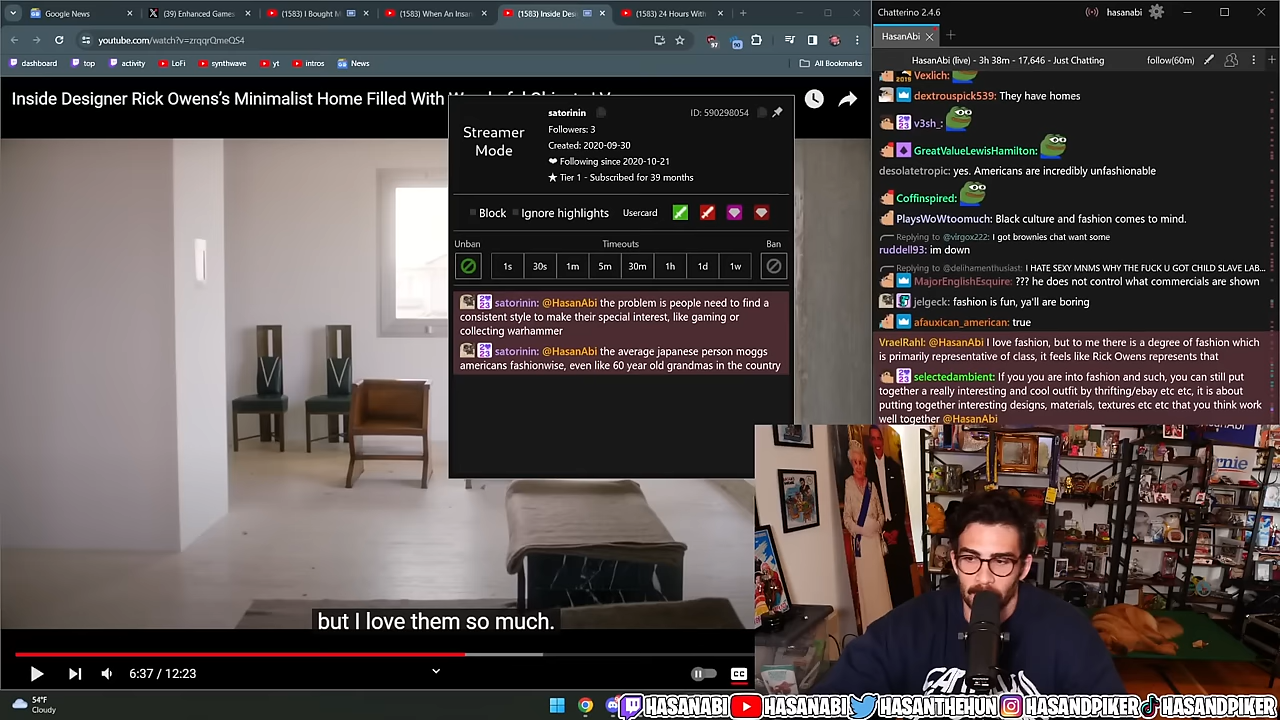 Google News
(39) Enhanced Games
(1583) I Bought M
(1583) When An Insan
(1583) Inside Desi
(1583) 24 Hours With
youtube.com/watch?v=zrqqrQmeQS4
97
90
dashboard
top
activity
LoFi
synthwave
yt
intros
News
All Bookmarks
Inside Designer Rick Owens's Minimalist Home Filled With
Streamer
Mode
satorinin
ID: 590298054
Followers: 3
Created: 2020-09-30
❤ Following since 2020-10-21
★ Tier 1 - Subscribed for 39 months
Block
Ignore highlights
Usercard
Unban
Timeouts
Ban
1s
30s
1m
5m
30m
1h
1d
1w
satorinin: @HasanAbi the problem is people need to find a
consistent style to make their special interest, like gaming or
collecting warhammer
satorinin: @HasanAbi the average japanese person moggs
americans fashionwise, even like 60 year old grandmas in the country
but I love them so much.
6:37 / 12:23
CC
54°F
Cloudy
Chatterino 2.4.6
hasanabi
HasanAbi
HasanAbi (live) - 3h 38m - 17,646 - Just Chatting
follow(60m)
Vexlich:
dextrouspick539: They have homes
v3sh_:
GreatValueLewisHamilton:
desolatetropic: yes. Americans are incredibly unfashionable
Coffinspired:
PlaysWoWtoomuch: Black culture and fashion comes to mind.
Replying to @virgox222: I got brownies chat want some
ruddell93: im down
Replying to @delihamenthusiast: I HATE SEXY MNMS WHY THE FUCK U GOT CHILD SLAVE LAB...
MajorEnglishEsquire: ??? he does not control what commercials are shown
jelgeck: fashion is fun, ya'll are boring
afauxican_american: true
VraelRahl: @HasanAbi I love fashion, but to me there is a degree of fashion which
is primarily representative of class, it feels like Rick Owens represents that
selectedambient: If you you are into fashion and such, you can still put
together a really interesting and cool outfit by thrifting/ebay etc etc, it is about
putting together interesting designs, materials, textures etc etc that you think work
well together @HasanAbi
HASANABI
HASANABI
HASANTHEHUN
HASANDPIKER
HASANDPIKER